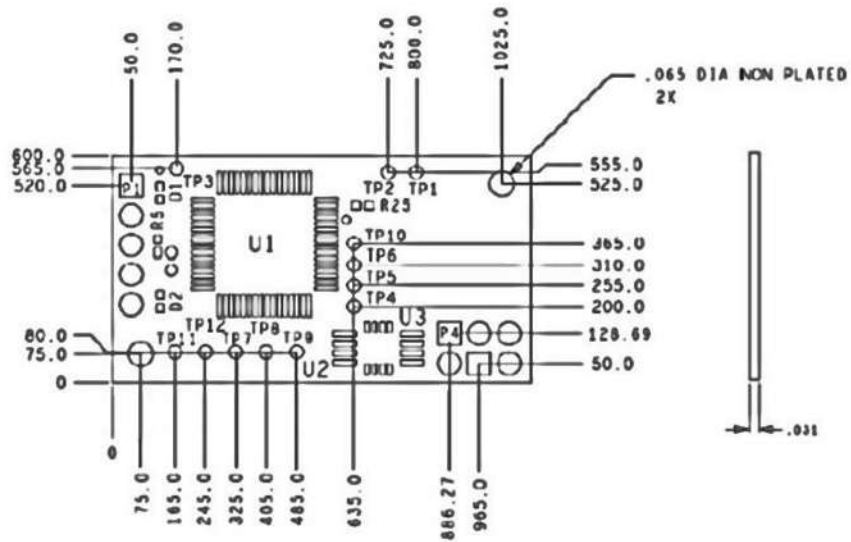 50.0
170.0
725.0
800.0
1025.0
.065 DIA NON PLATED
2X
600.0
565.0
520.0
P1
D1
TP3
TP2
TP1
555.0
525.0
R5
R25
U1
TP10
365.0
TP6
310.0
TP5
255.0
TP4
200.0
D2
U3
P4
128.69
80.0
75.0
0
TP11
TP12
TP7
TP8
TP9
U2
50.0
.031
0
75.0
165.0
245.0
325.0
405.0
485.0
635.0
886.27
965.0